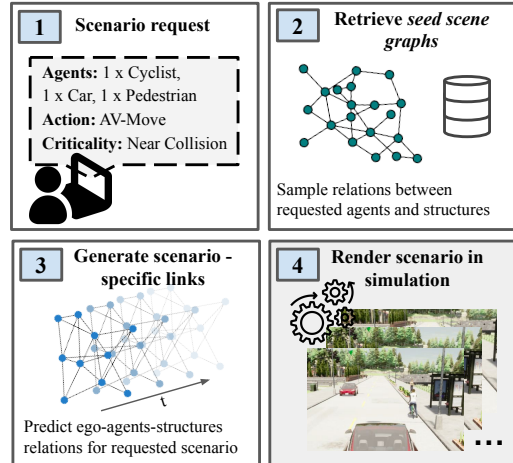 1
Scenario request
Agents: 1 x Cyclist,
1 x Car, 1 x Pedestrian
Action: AV-Move
Criticality: Near Collision
2
Retrieve seed scene
graphs
Sample relations between
requested agents and structures
3
Generate scenario -
specific links
t
Predict ego-agents-structures
relations for requested scenario
4
Render scenario in
simulation
...